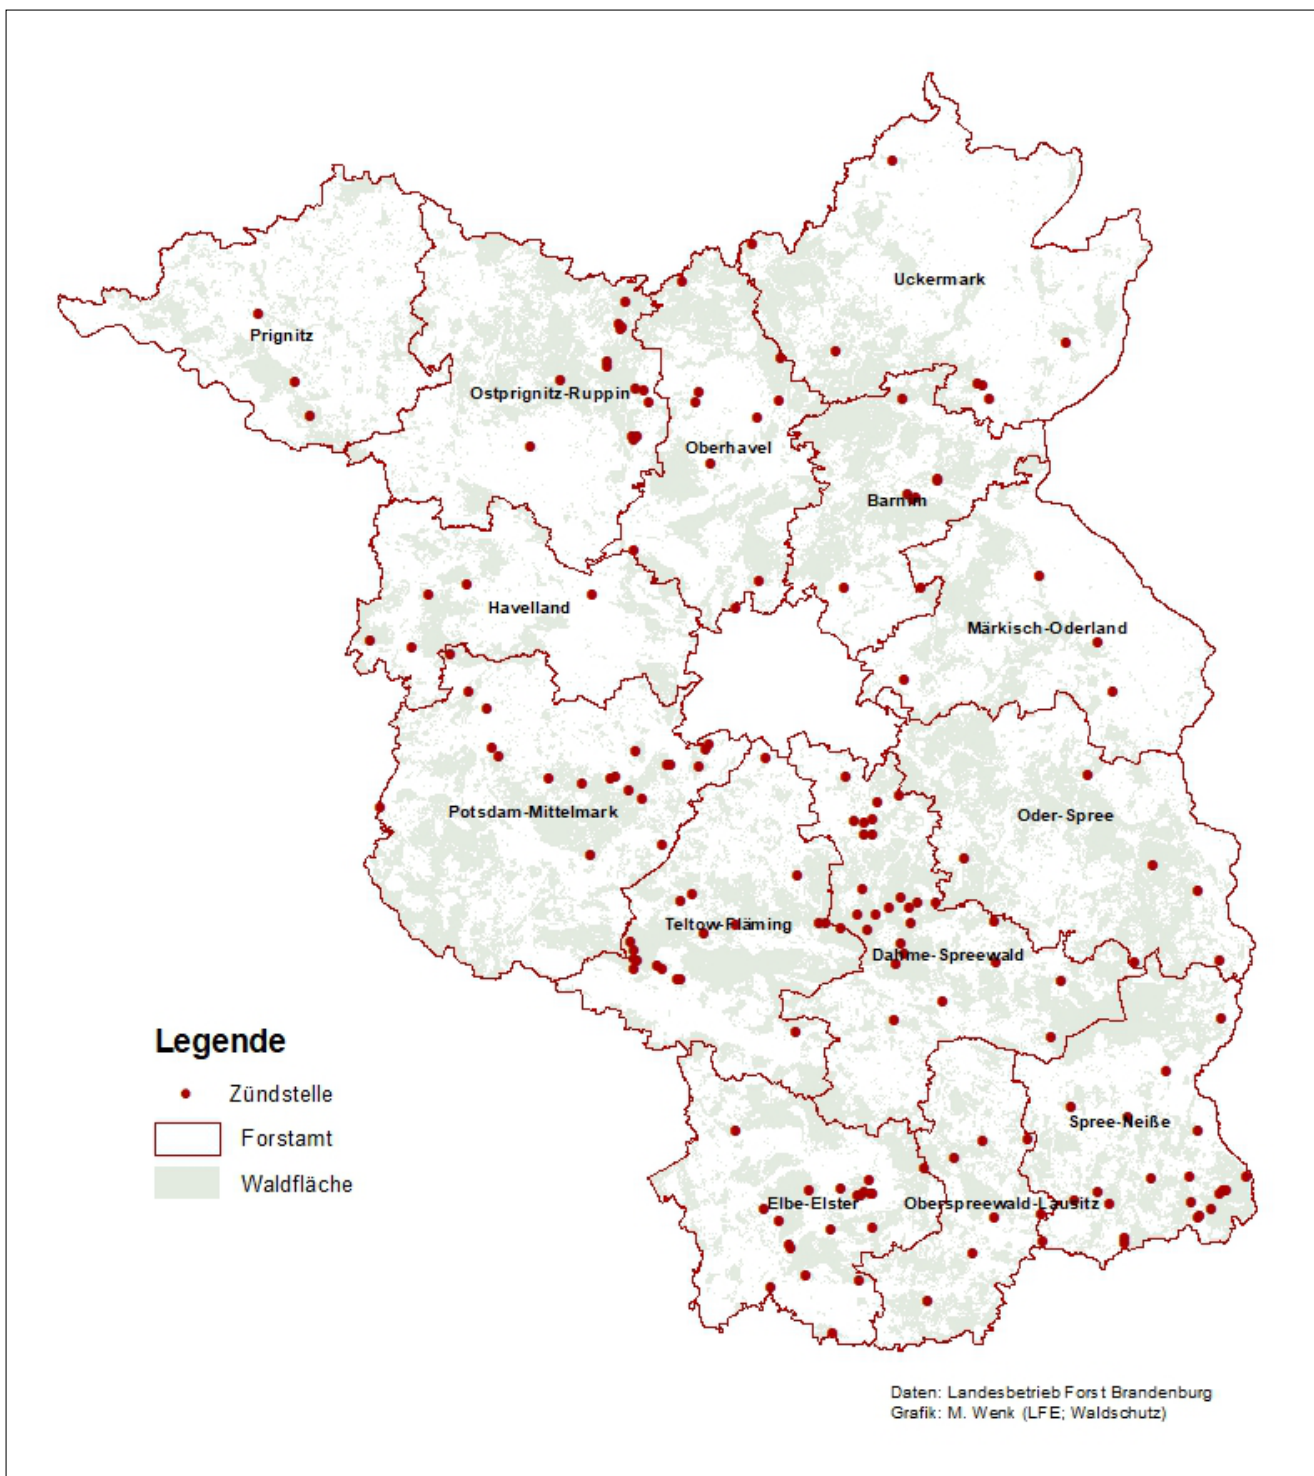 Uckermark
Prignitz
Ostprignitz-Ruppin
Oberhavel
Barnim
Havelland
Märkisch-Oderland
Potsdam-Mittelmark
Oder-Spree
Teltow-Fläming
Dahme-Spreewald
Legende
Zündstelle
Forstamt
Waldfläche
Spree-Neiße
Elbe-Elster
Oberspreewald-Lausitz
Daten: Landesbetrieb Forst Brandenburg
Grafik: M. Wenk (LFE; Waldschutz)